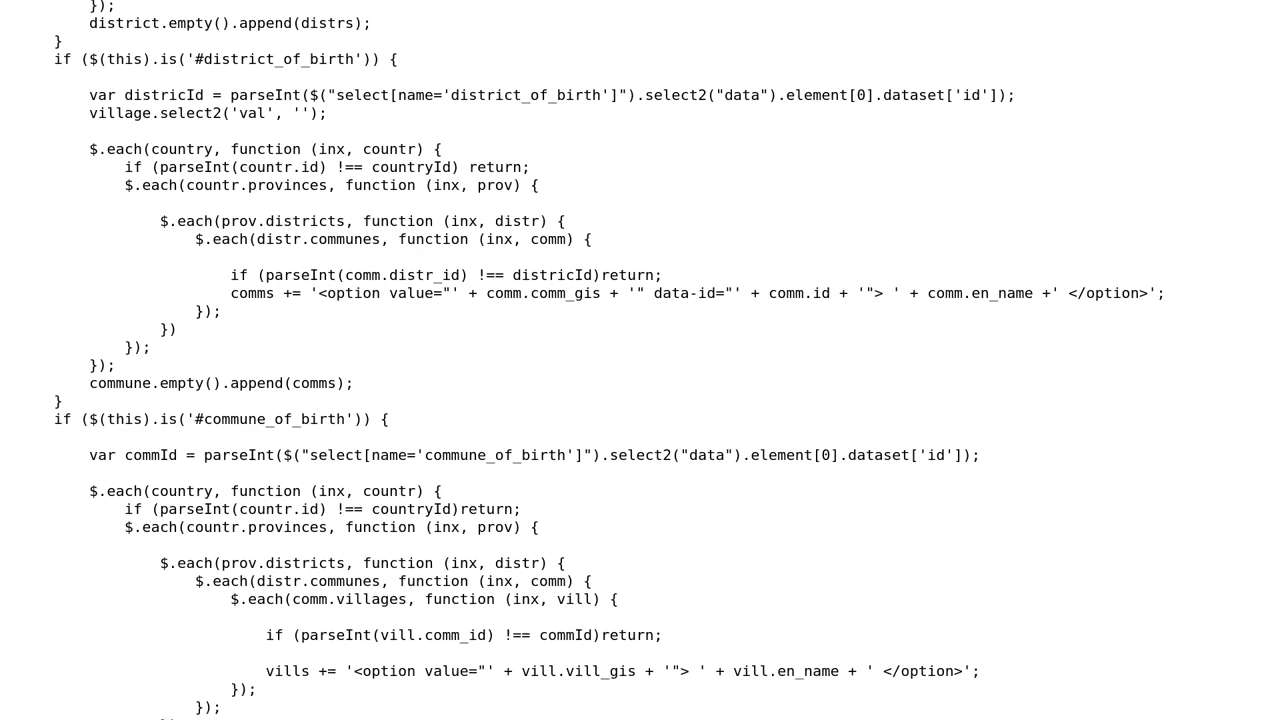 });
district.empty().append(distrs);
}
if ($(this).is('#district_of_birth')) {
var districId = parseInt($("select[name='district_of_birth']").select2("data").element[0].dataset['id']);
village.select2('val', '');
$.each(country, function (inx, countr) {
if (parseInt(countr.id) !== countryId) return;
$.each(countr.provinces, function (inx, prov) {
$.each(prov.districts, function (inx, distr) {
$.each(distr.communes, function (inx, comm) {
if (parseInt(comm.distr_id) !== districId)return;
comms += '<option value="' + comm.comm_gis + '" data-id="' + comm.id + '"> ' + comm.en_name +' </option>';
});
})
});
});
commune.empty().append(comms);
}
if ($(this).is('#commune_of_birth')) {
var commId = parseInt($("select[name='commune_of_birth']").select2("data").element[0].dataset['id']);
$.each(country, function (inx, countr) {
if (parseInt(countr.id) !== countryId)return;
$.each(countr.provinces, function (inx, prov) {
$.each(prov.districts, function (inx, distr) {
$.each(distr.communes, function (inx, comm) {
$.each(comm.villages, function (inx, vill) {
if (parseInt(vill.comm_id) !== commId)return;
vills += '<option value="' + vill.vill_gis + '"> ' + vill.en_name + ' </option>';
});
});